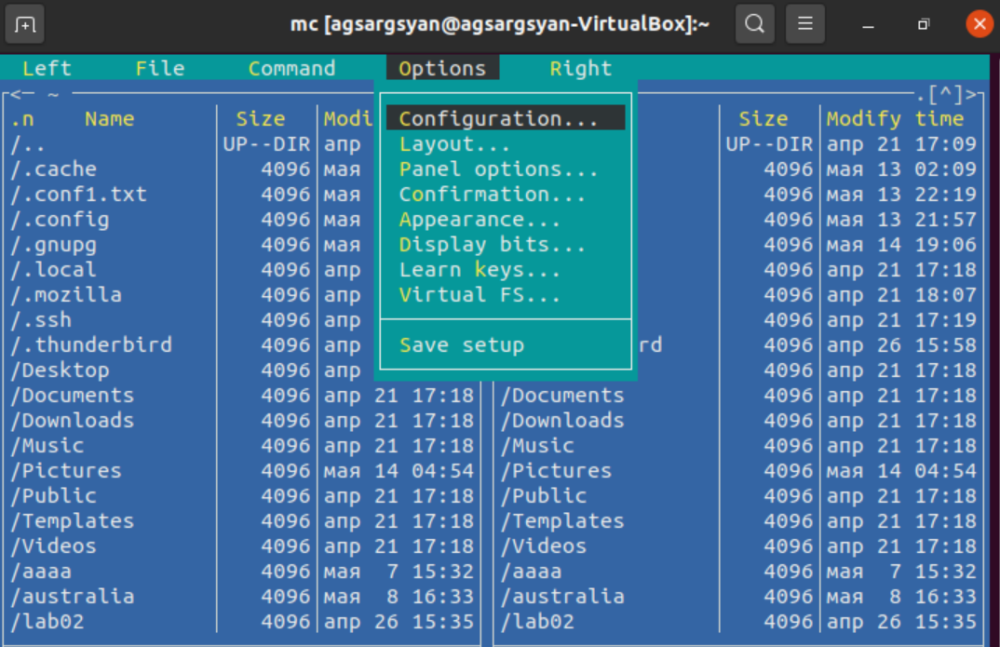 mc [agsargsyan@agsargsyan-VirtualBox]:~
Left File Command Options Right
<─ ~ .[^]>
.n Name Size Modi Configuration... Size Modify time
/.. UP--DIR апр Layout... UP--DIR апр 21 17:09
/.cache 4096 мая Panel options... 4096 мая 13 02:09
/.conf1.txt 4096 мая Confirmation... 4096 мая 13 22:19
/.config 4096 мая Appearance... 4096 мая 13 21:57
/.gnupg 4096 мая Display bits... 4096 мая 14 19:06
/.local 4096 апр Learn keys... 4096 апр 21 17:18
/.mozilla 4096 апр Virtual FS... 4096 апр 21 18:07
/.ssh 4096 апр 4096 апр 21 17:19
/.thunderbird 4096 апр Save setup rd 4096 апр 26 15:58
/Desktop 4096 апр 4096 апр 21 17:18
/Documents 4096 апр 21 17:18 /Documents 4096 апр 21 17:18
/Downloads 4096 апр 21 17:18 /Downloads 4096 апр 21 17:18
/Music 4096 апр 21 17:18 /Music 4096 апр 21 17:18
/Pictures 4096 мая 14 04:54 /Pictures 4096 мая 14 04:54
/Public 4096 апр 21 17:18 /Public 4096 апр 21 17:18
/Templates 4096 апр 21 17:18 /Templates 4096 апр 21 17:18
/Videos 4096 апр 21 17:18 /Videos 4096 апр 21 17:18
/aaaa 4096 мая 7 15:32 /aaaa 4096 мая 7 15:32
/australia 4096 мая 8 16:33 /australia 4096 мая 8 16:33
/lab02 4096 апр 26 15:35 /lab02 4096 апр 26 15:35